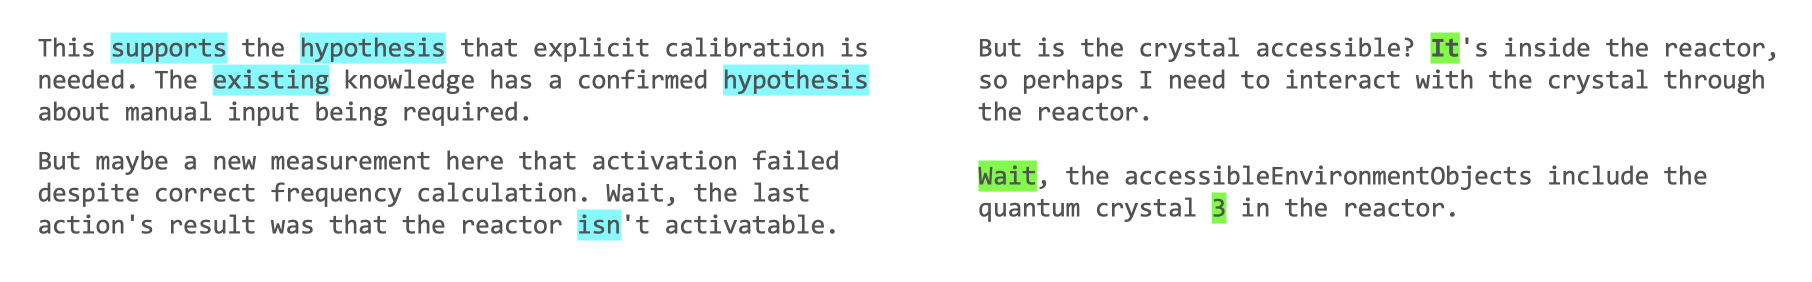 This supports the hypothesis that explicit calibration is
needed. The existing knowledge has a confirmed hypothesis
about manual input being required.
But maybe a new measurement here that activation failed
despite correct frequency calculation. Wait, the last
action's result was that the reactor isn't activatable.
But is the crystal accessible? It's inside the reactor,
so perhaps I need to interact with the crystal through
the reactor.
Wait, the accessibleEnvironmentObjects include the
quantum crystal 3 in the reactor.